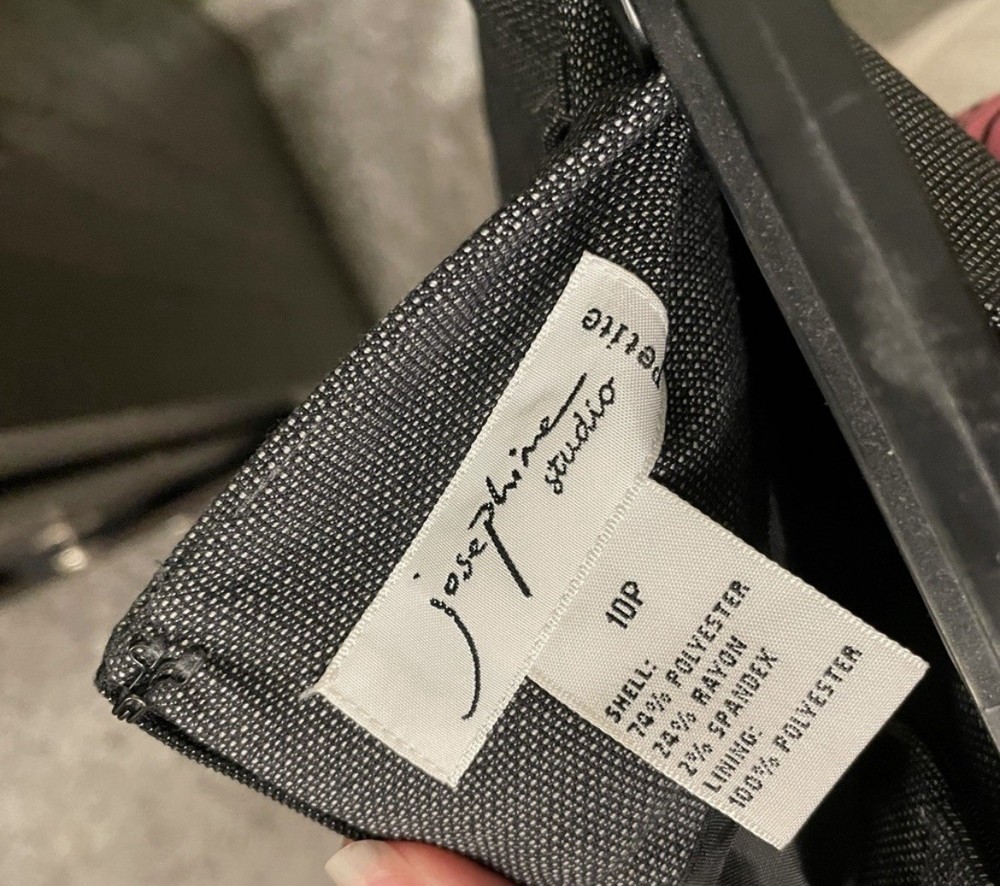 josephine
studio
Petite
10P
SHELL:
74% POLYESTER
24% RAYON
2% SPANDEX
LINING:
100% POLYESTER